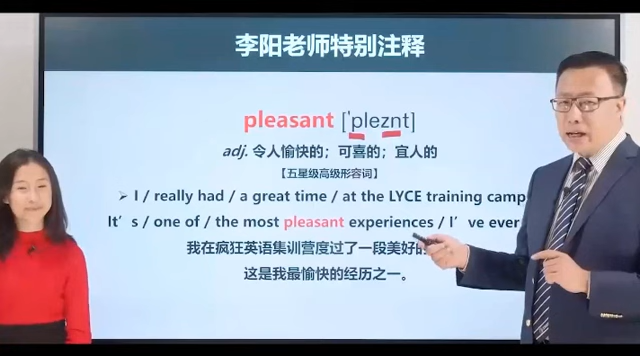 李阳老师特别注释
pleasant [ˈpleznt]
adj. 令人愉快的；可喜的；宜人的
【五星级高级形容词】
➢ I / really had / a great time / at the LYCE training camp
It's / one of / the most pleasant experiences / I've ever
我在疯狂英语集训营度过了一段美好的
这是我最愉快的经历之一。